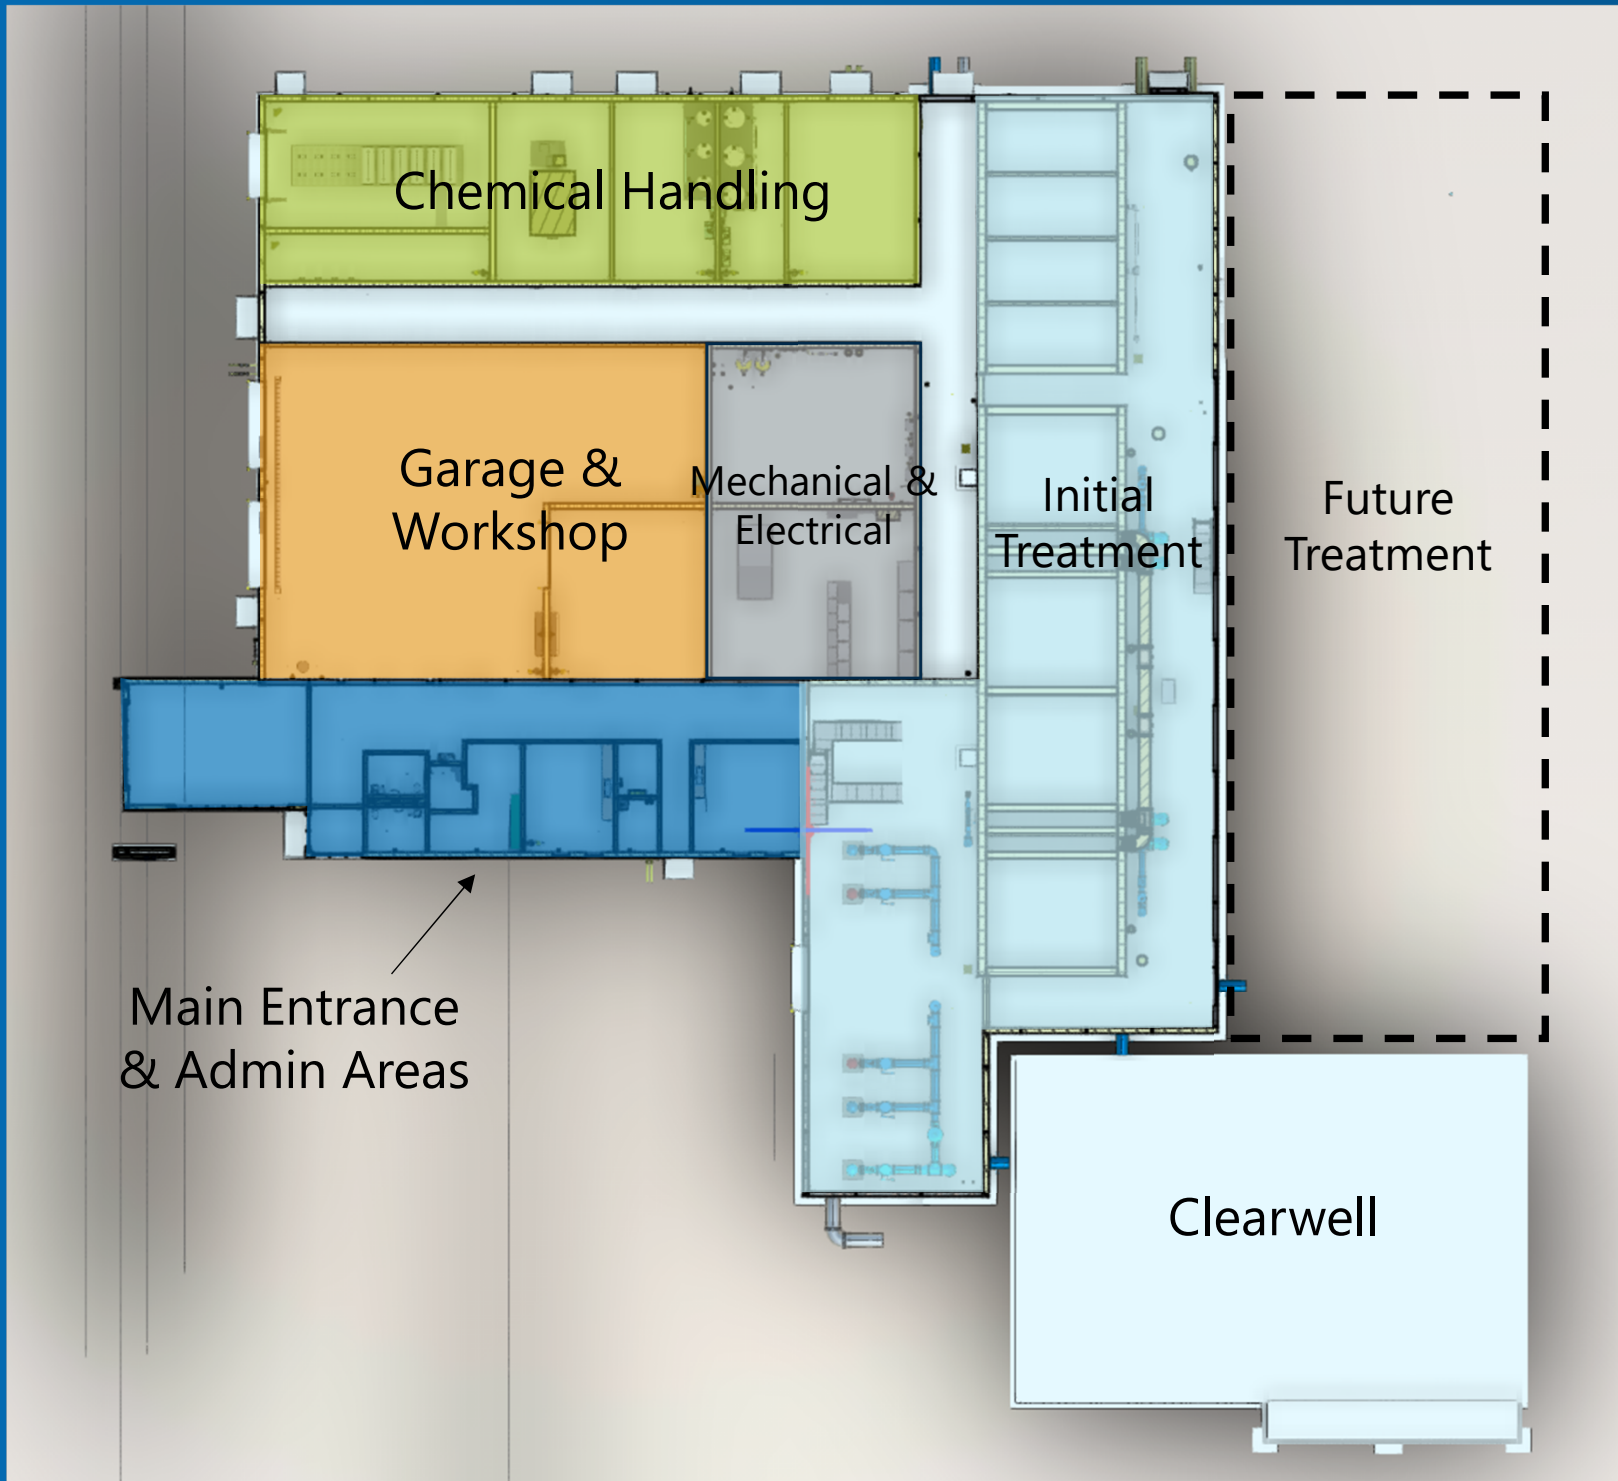 Chemical Handling
Garage &
Workshop
Mechanical &
Electrical
Initial
Treatment
Future
Treatment
Main Entrance
& Admin Areas
Clearwell